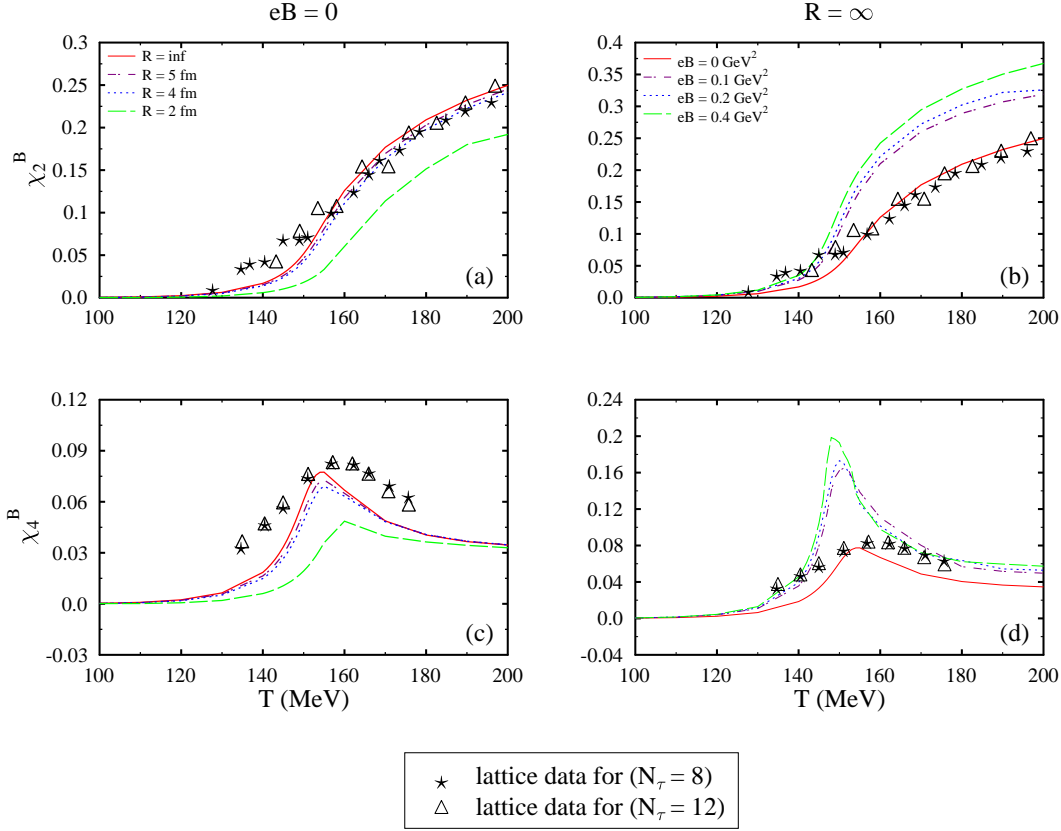 eB = 0
R = ∞
0.3
0.25
0.2
0.15
0.1
0.05
0.0
χ₂ᴮ
R = inf
R = 5 fm
R = 4 fm
R = 2 fm
(a)
100 120 140 160 180 200
0.4
0.35
0.3
0.25
0.2
0.15
0.1
0.05
0.0
eB = 0 GeV²
eB = 0.1 GeV²
eB = 0.2 GeV²
eB = 0.4 GeV²
(b)
100 120 140 160 180 200
0.12
0.09
0.06
0.03
0.0
-0.03
χ₄ᴮ
(c)
100 120 140 160 180 200
T (MeV)
0.24
0.2
0.16
0.12
0.08
0.04
0.0
-0.04
(d)
100 120 140 160 180 200
T (MeV)
lattice data for (N_τ = 8)
lattice data for (N_τ = 12)